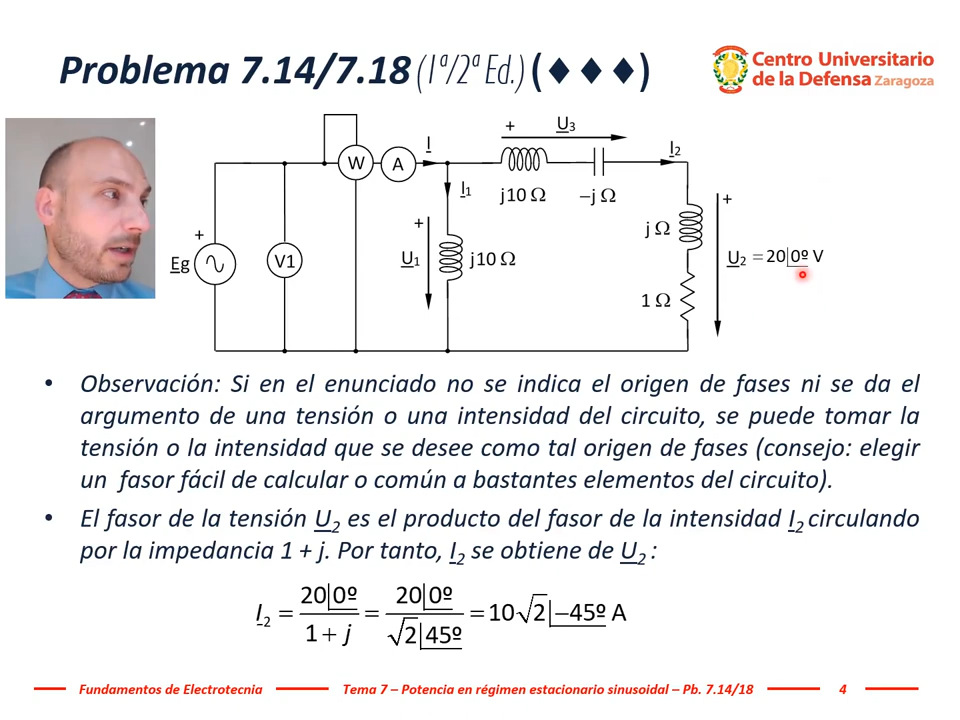 Problema 7.14/7.18 (1ª/2ª Ed.) (♦♦♦)
Centro Universitario
de la Defensa Zaragoza
+ U3
I
I2
W
A
I1
j10 Ω
−j Ω
+
+
+
jΩ
Eg
V1
U1
j10 Ω
U2 = 20|0º V
1 Ω
• Observación: Si en el enunciado no se indica el origen de fases ni se da el
argumento de una tensión o una intensidad del circuito, se puede tomar la
tensión o la intensidad que se desee como tal origen de fases (consejo: elegir
un fasor fácil de calcular o común a bastantes elementos del circuito).
• El fasor de la tensión U2 es el producto del fasor de la intensidad I2 circulando
por la impedancia 1 + j. Por tanto, I2 se obtiene de U2 :
I2 = 20|0º / 1 + j = 20|0º / √2|45º = 10√2|−45º A
Fundamentos de Electrotecnia
Tema 7 – Potencia en régimen estacionario sinusoidal – Pb. 7.14/18
4